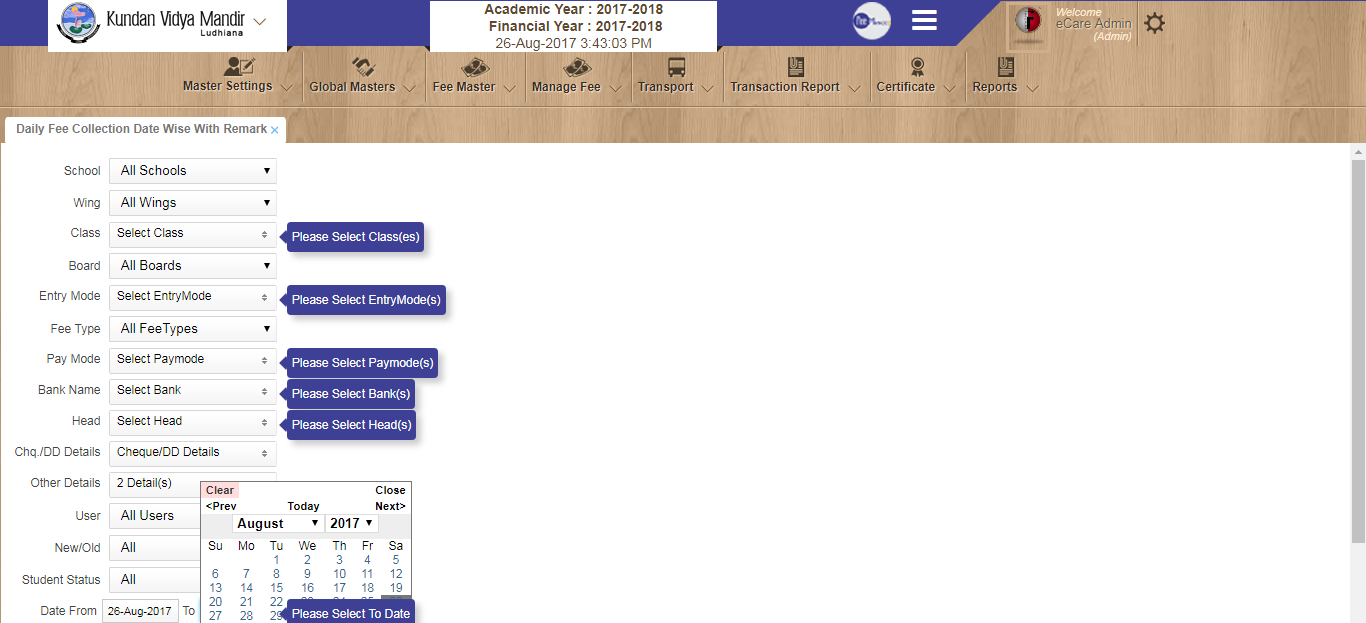 Kundan Vidya Mandir
Ludhiana
Academic Year : 2017-2018
Financial Year : 2017-2018
26-Aug-2017 3:43:03 PM
Welcome
eCare Admin
(Admin)
Master Settings
Global Masters
Fee Master
Manage Fee
Transport
Transaction Report
Certificate
Reports
Daily Fee Collection Date Wise With Remark ×
School All Schools
Wing All Wings
Class Select Class Please Select Class(es)
Board All Boards
Entry Mode Select EntryMode Please Select EntryMode(s)
Fee Type All FeeTypes
Pay Mode Select Paymode Please Select Paymode(s)
Bank Name Select Bank Please Select Bank(s)
Head Select Head Please Select Head(s)
Chq./DD Details Cheque/DD Details
Other Details 2 Detail(s)
User All Users
New/Old All
Student Status All
Date From 26-Aug-2017 To
Clear Close
<Prev Today Next>
August 2017
Su Mo Tu We Th Fr Sa
1 2 3 4 5
6 7 8 9 10 11 12
13 14 15 16 17 18 19
20 21 22
27 28 29 Please Select To Date